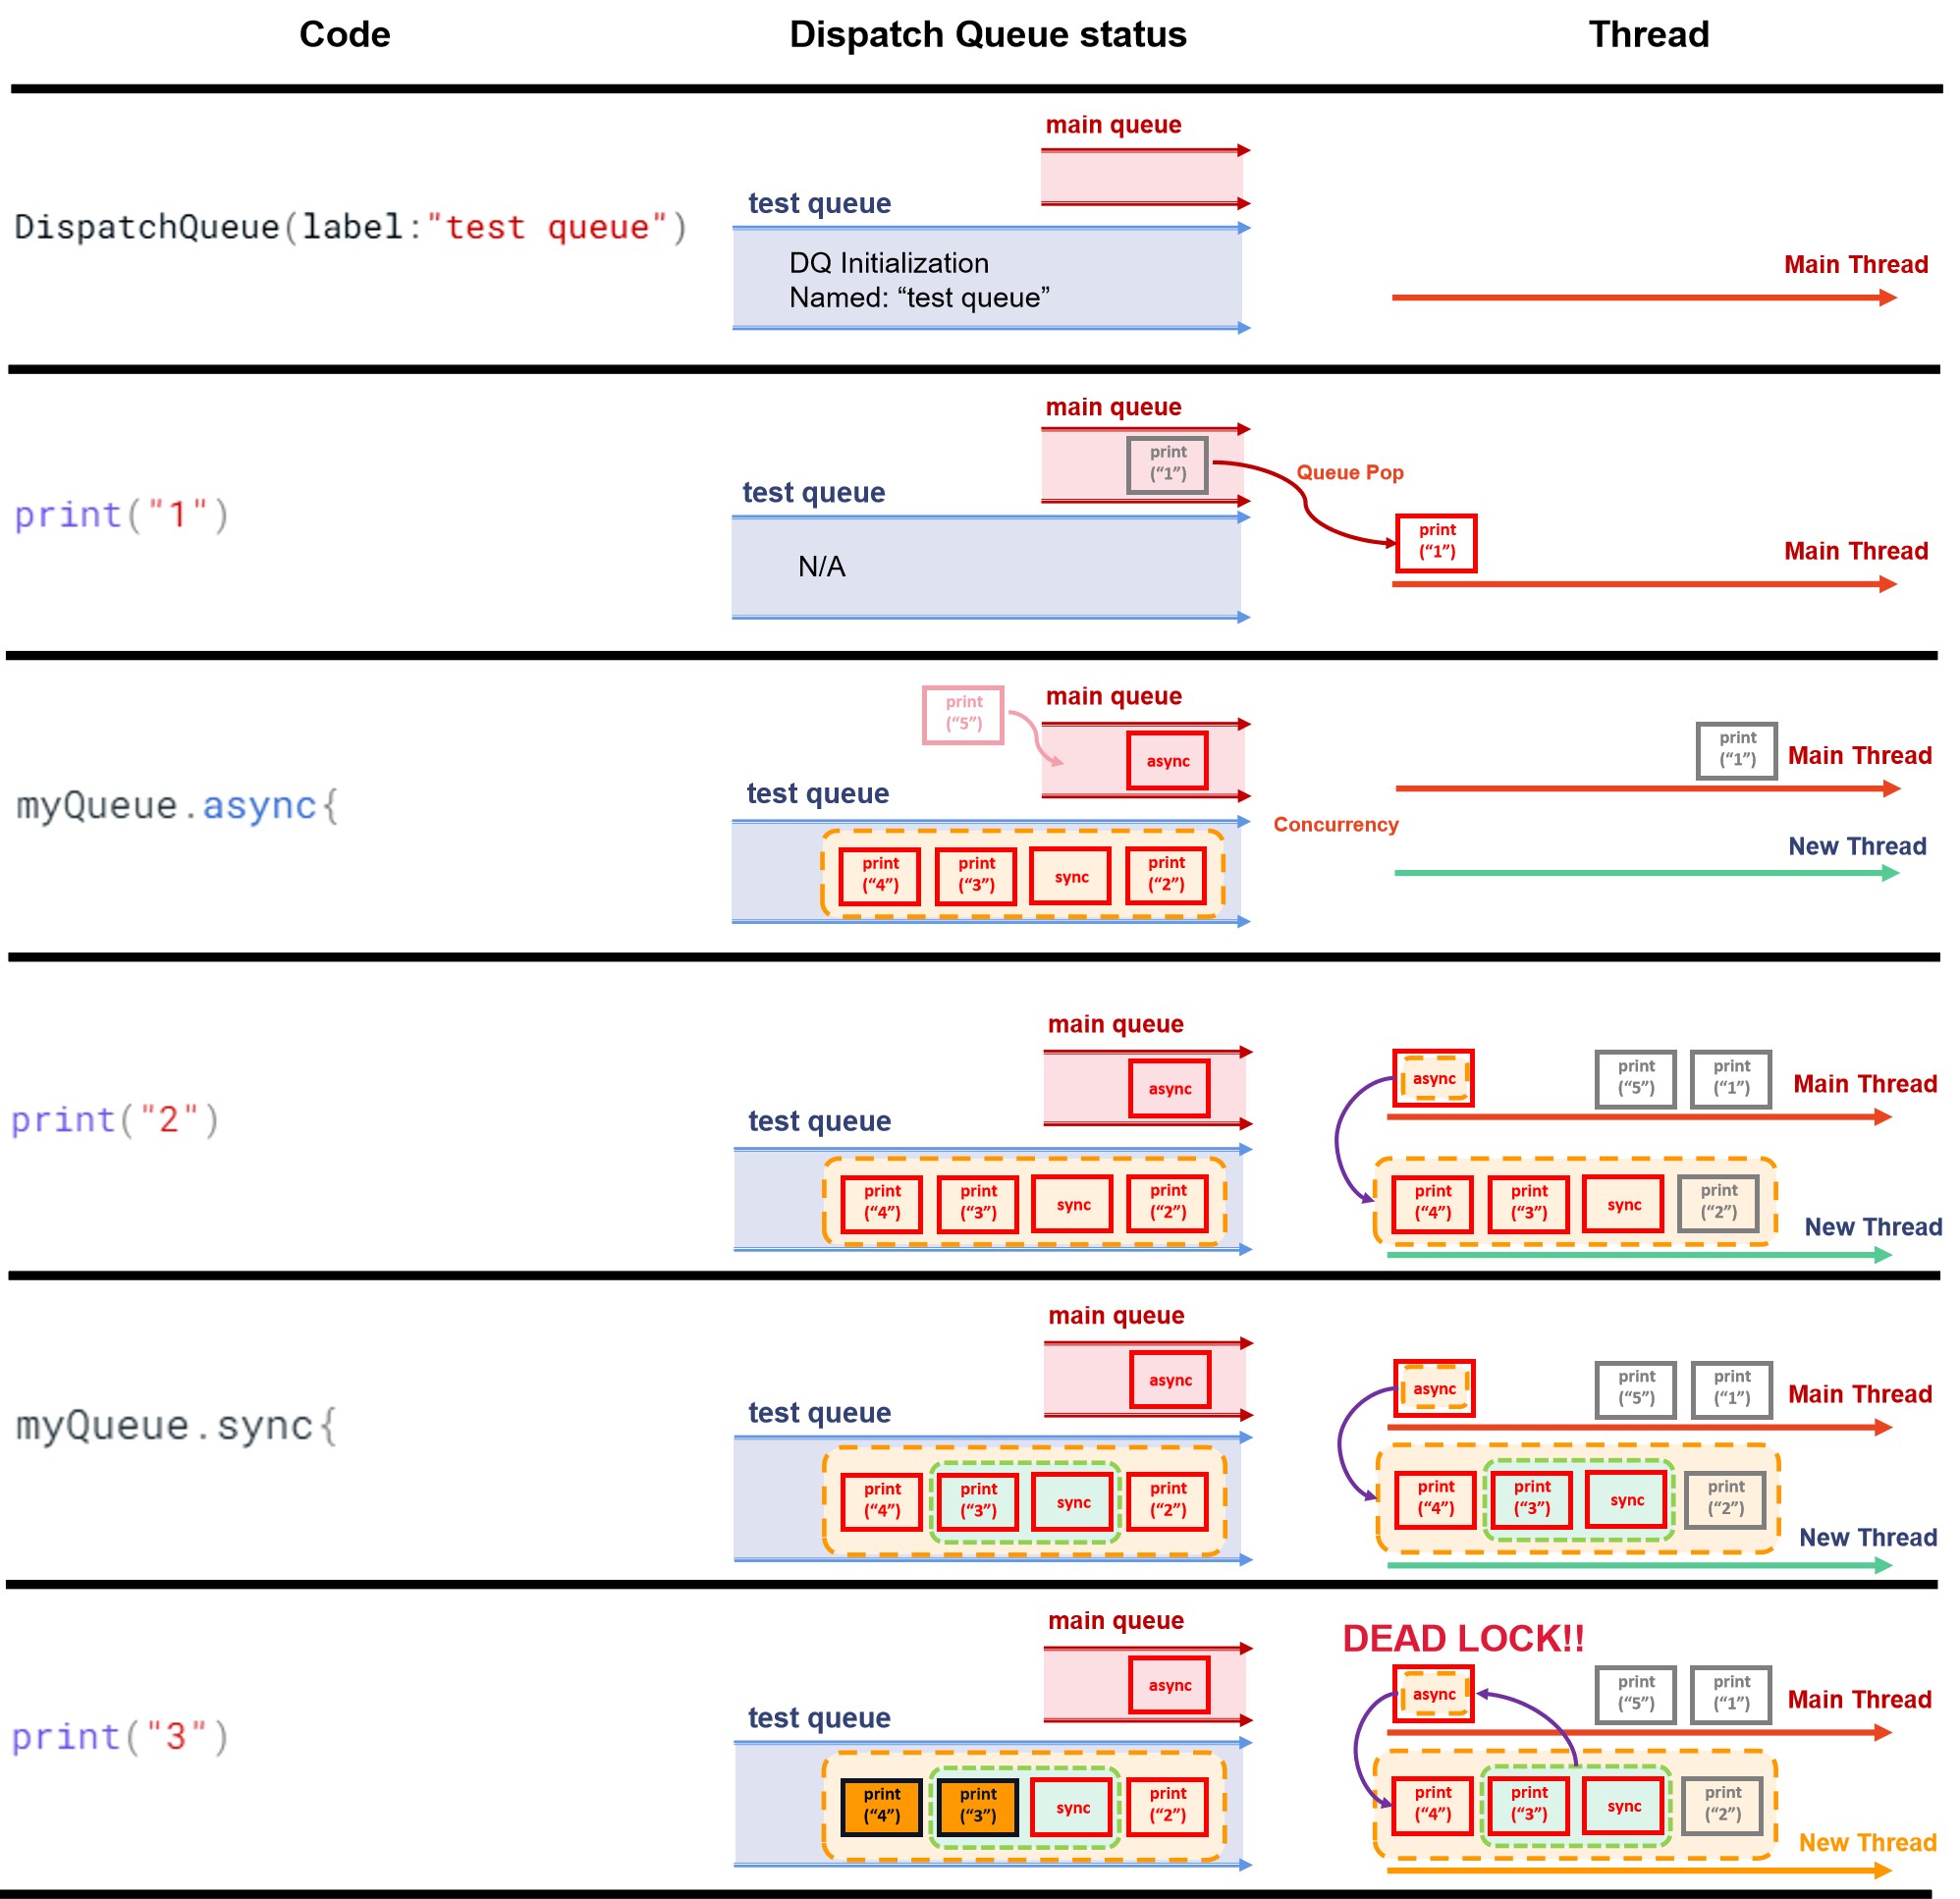 Code
Dispatch Queue status
Thread
DispatchQueue(label:"test queue")
main queue
test queue
DQ Initialization
Named: “test queue”
Main Thread
print("1")
main queue
print
(“1”)
test queue
N/A
Queue Pop
print
(“1”)
Main Thread
myQueue.async{
print
(“5”)
main queue
async
test queue
print
(“4”)
print
(“3”)
sync
print
(“2”)
Concurrency
print
(“1”)
Main Thread
New Thread
print("2")
main queue
async
test queue
print
(“4”)
print
(“3”)
sync
print
(“2”)
async
print
(“5”)
print
(“1”)
Main Thread
print
(“4”)
print
(“3”)
sync
print
(“2”)
New Thread
myQueue.sync{
main queue
async
test queue
print
(“4”)
print
(“3”)
sync
print
(“2”)
async
print
(“5”)
print
(“1”)
Main Thread
print
(“4”)
print
(“3”)
sync
print
(“2”)
New Thread
print("3")
main queue
async
test queue
print
(“4”)
print
(“3”)
sync
print
(“2”)
DEAD LOCK!!
async
print
(“5”)
print
(“1”)
Main Thread
print
(“4”)
print
(“3”)
sync
print
(“2”)
New Thread